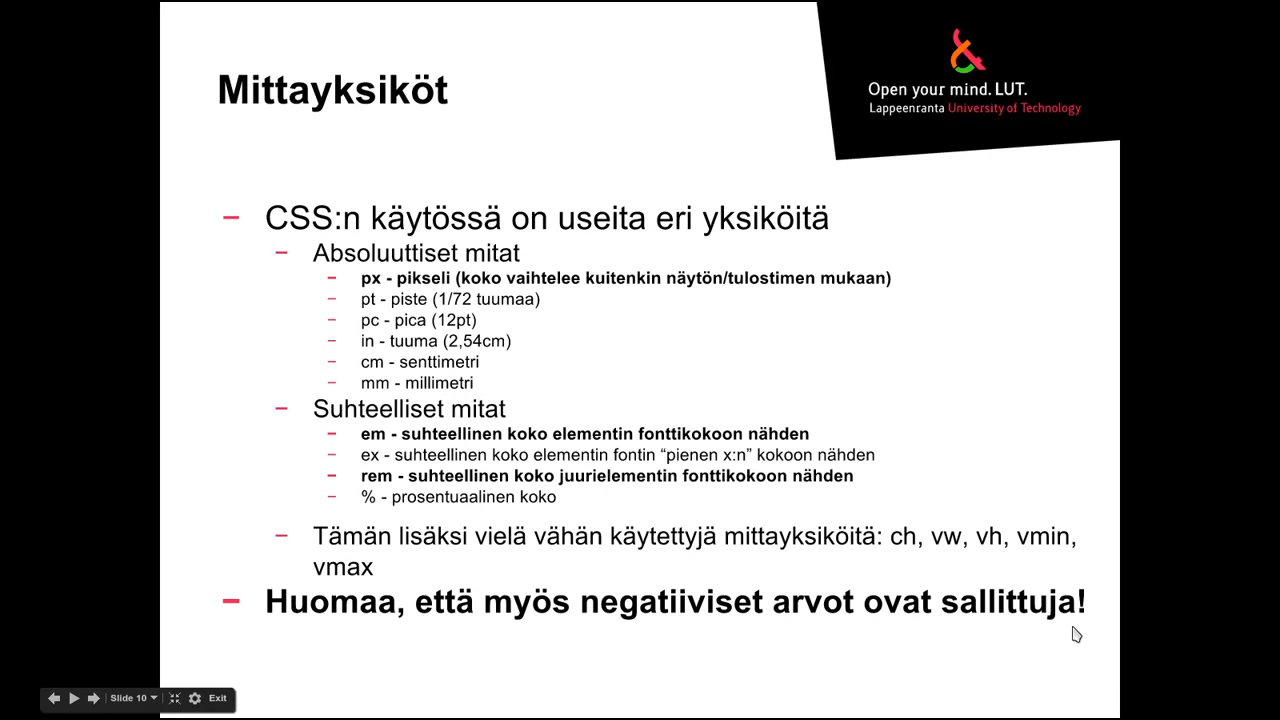 Mittayksiköt
Open your mind. LUT.
Lappeenranta University of Technology
− CSS:n käytössä on useita eri yksiköitä
− Absoluuttiset mitat
− px - pikseli (koko vaihtelee kuitenkin näytön/tulostimen mukaan)
− pt - piste (1/72 tuumaa)
− pc - pica (12pt)
− in - tuuma (2,54cm)
− cm - senttimetri
− mm - millimetri
− Suhteelliset mitat
− em - suhteellinen koko elementin fonttikokoon nähden
− ex - suhteellinen koko elementin fontin “pienen x:n” kokoon nähden
− rem - suhteellinen koko juurielementin fonttikokoon nähden
− % - prosentuaalinen koko
− Tämän lisäksi vielä vähän käytettyjä mittayksiköitä: ch, vw, vh, vmin,
vmax
− Huomaa, että myös negatiiviset arvot ovat sallittuja!
Slide 10 Exit